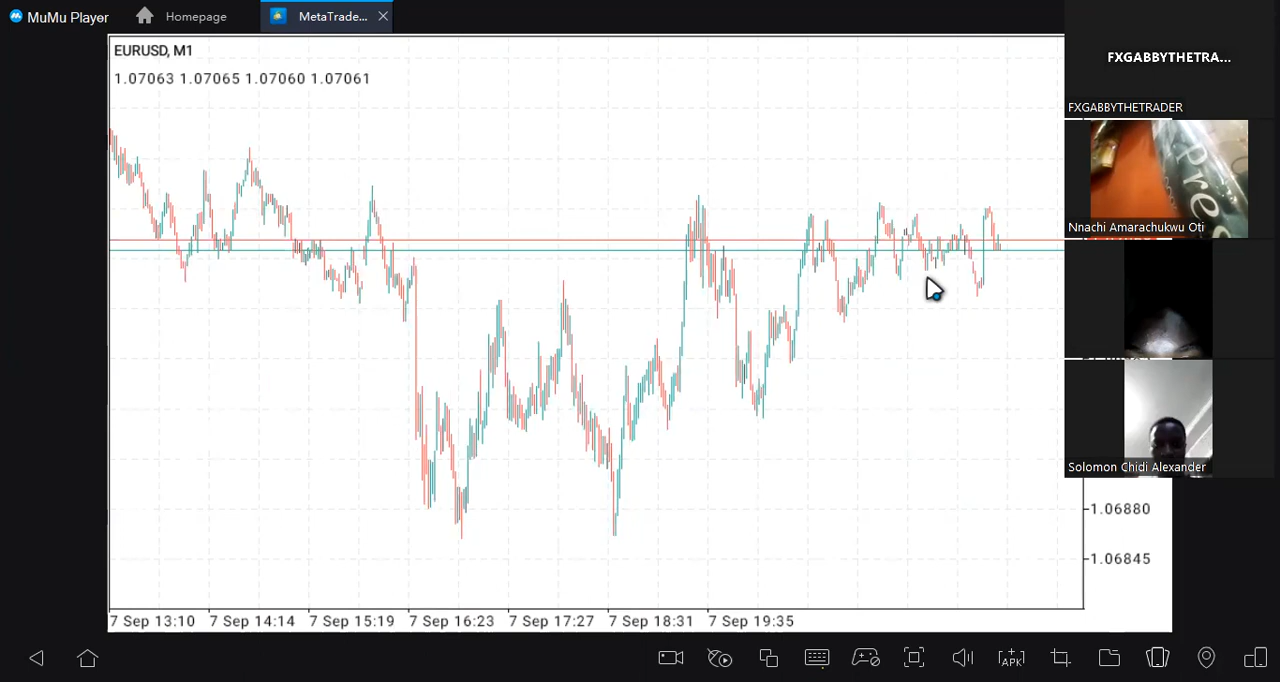 MuMu Player
Homepage
MetaTrade...
EURUSD, M1
1.07063 1.07065 1.07060 1.07061
1.06880
1.06845
7 Sep 13:10 7 Sep 14:14 7 Sep 15:19 7 Sep 16:23 7 Sep 17:27 7 Sep 18:31 7 Sep 19:35
FXGABBYTHETRA...
FXGABBYTHETRADER
pres
Nnachi Amarachukwu Oti
Solomon Chidi Alexander
APK